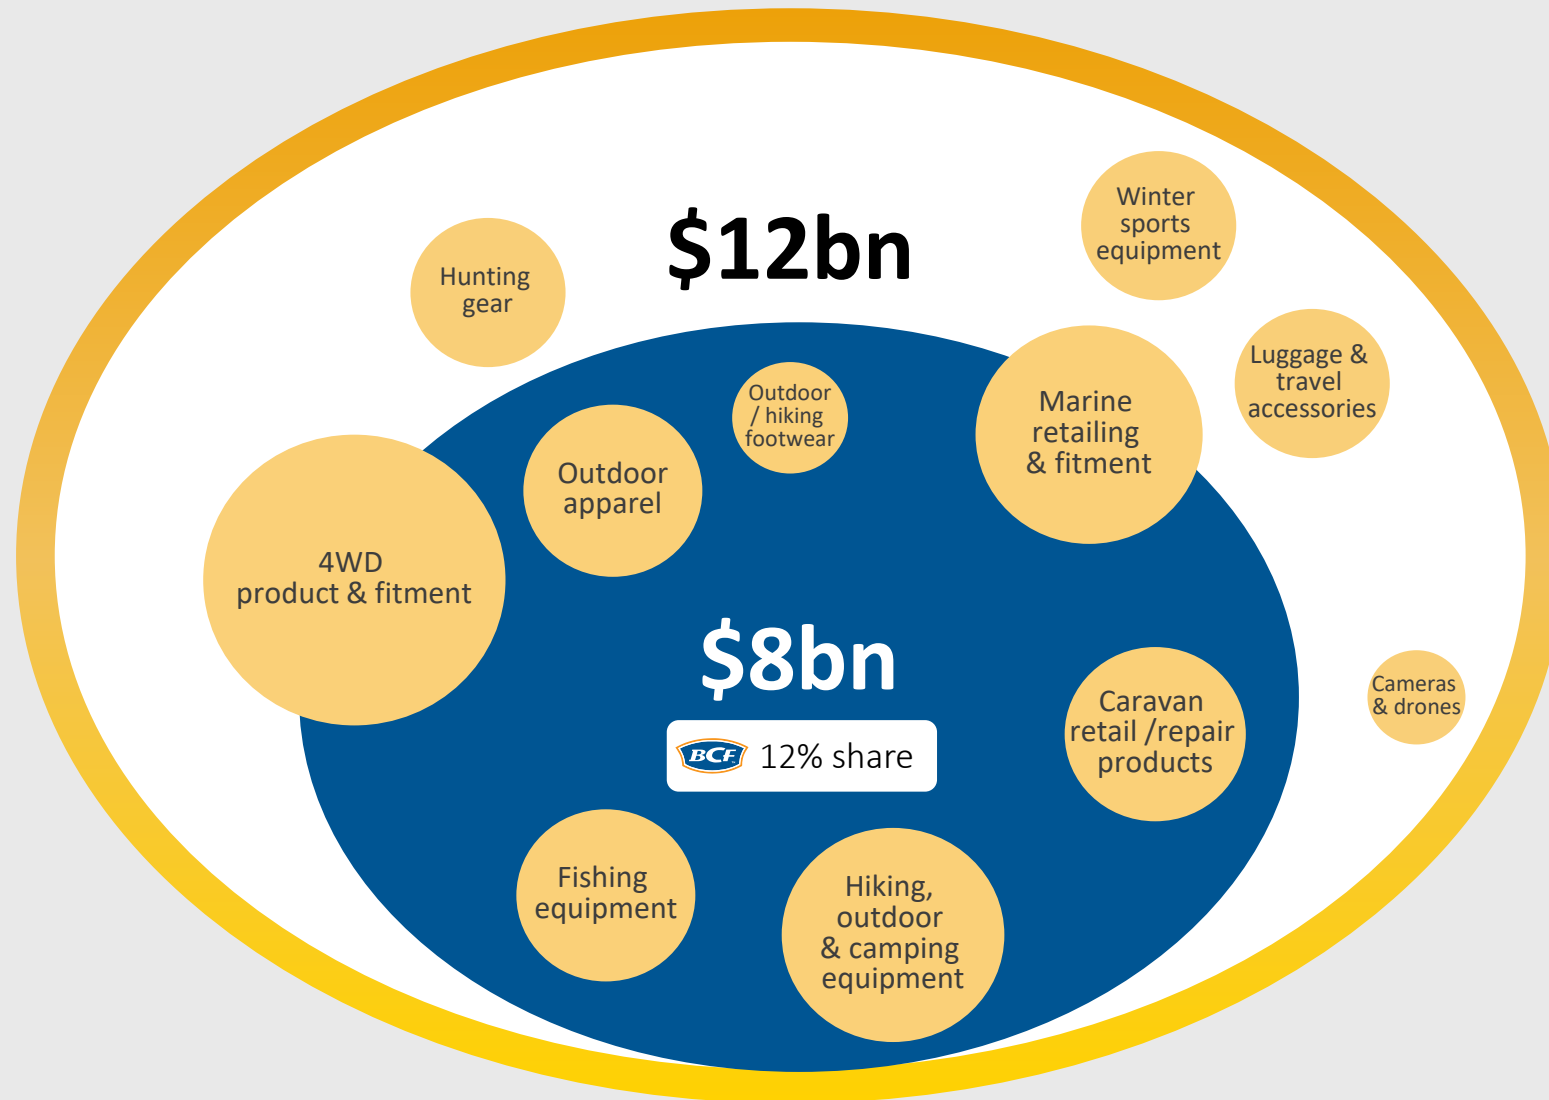 $12bn
Winter
sports
equipment
Hunting
gear
Luggage &
travel
accessories
Outdoor
/ hiking
footwear
Marine
retailing
& fitment
Outdoor
apparel
4WD
product & fitment
$8bn
BCF 12% share
Caravan
retail /repair
products
Cameras
& drones
Fishing
equipment
Hiking,
outdoor
& camping
equipment